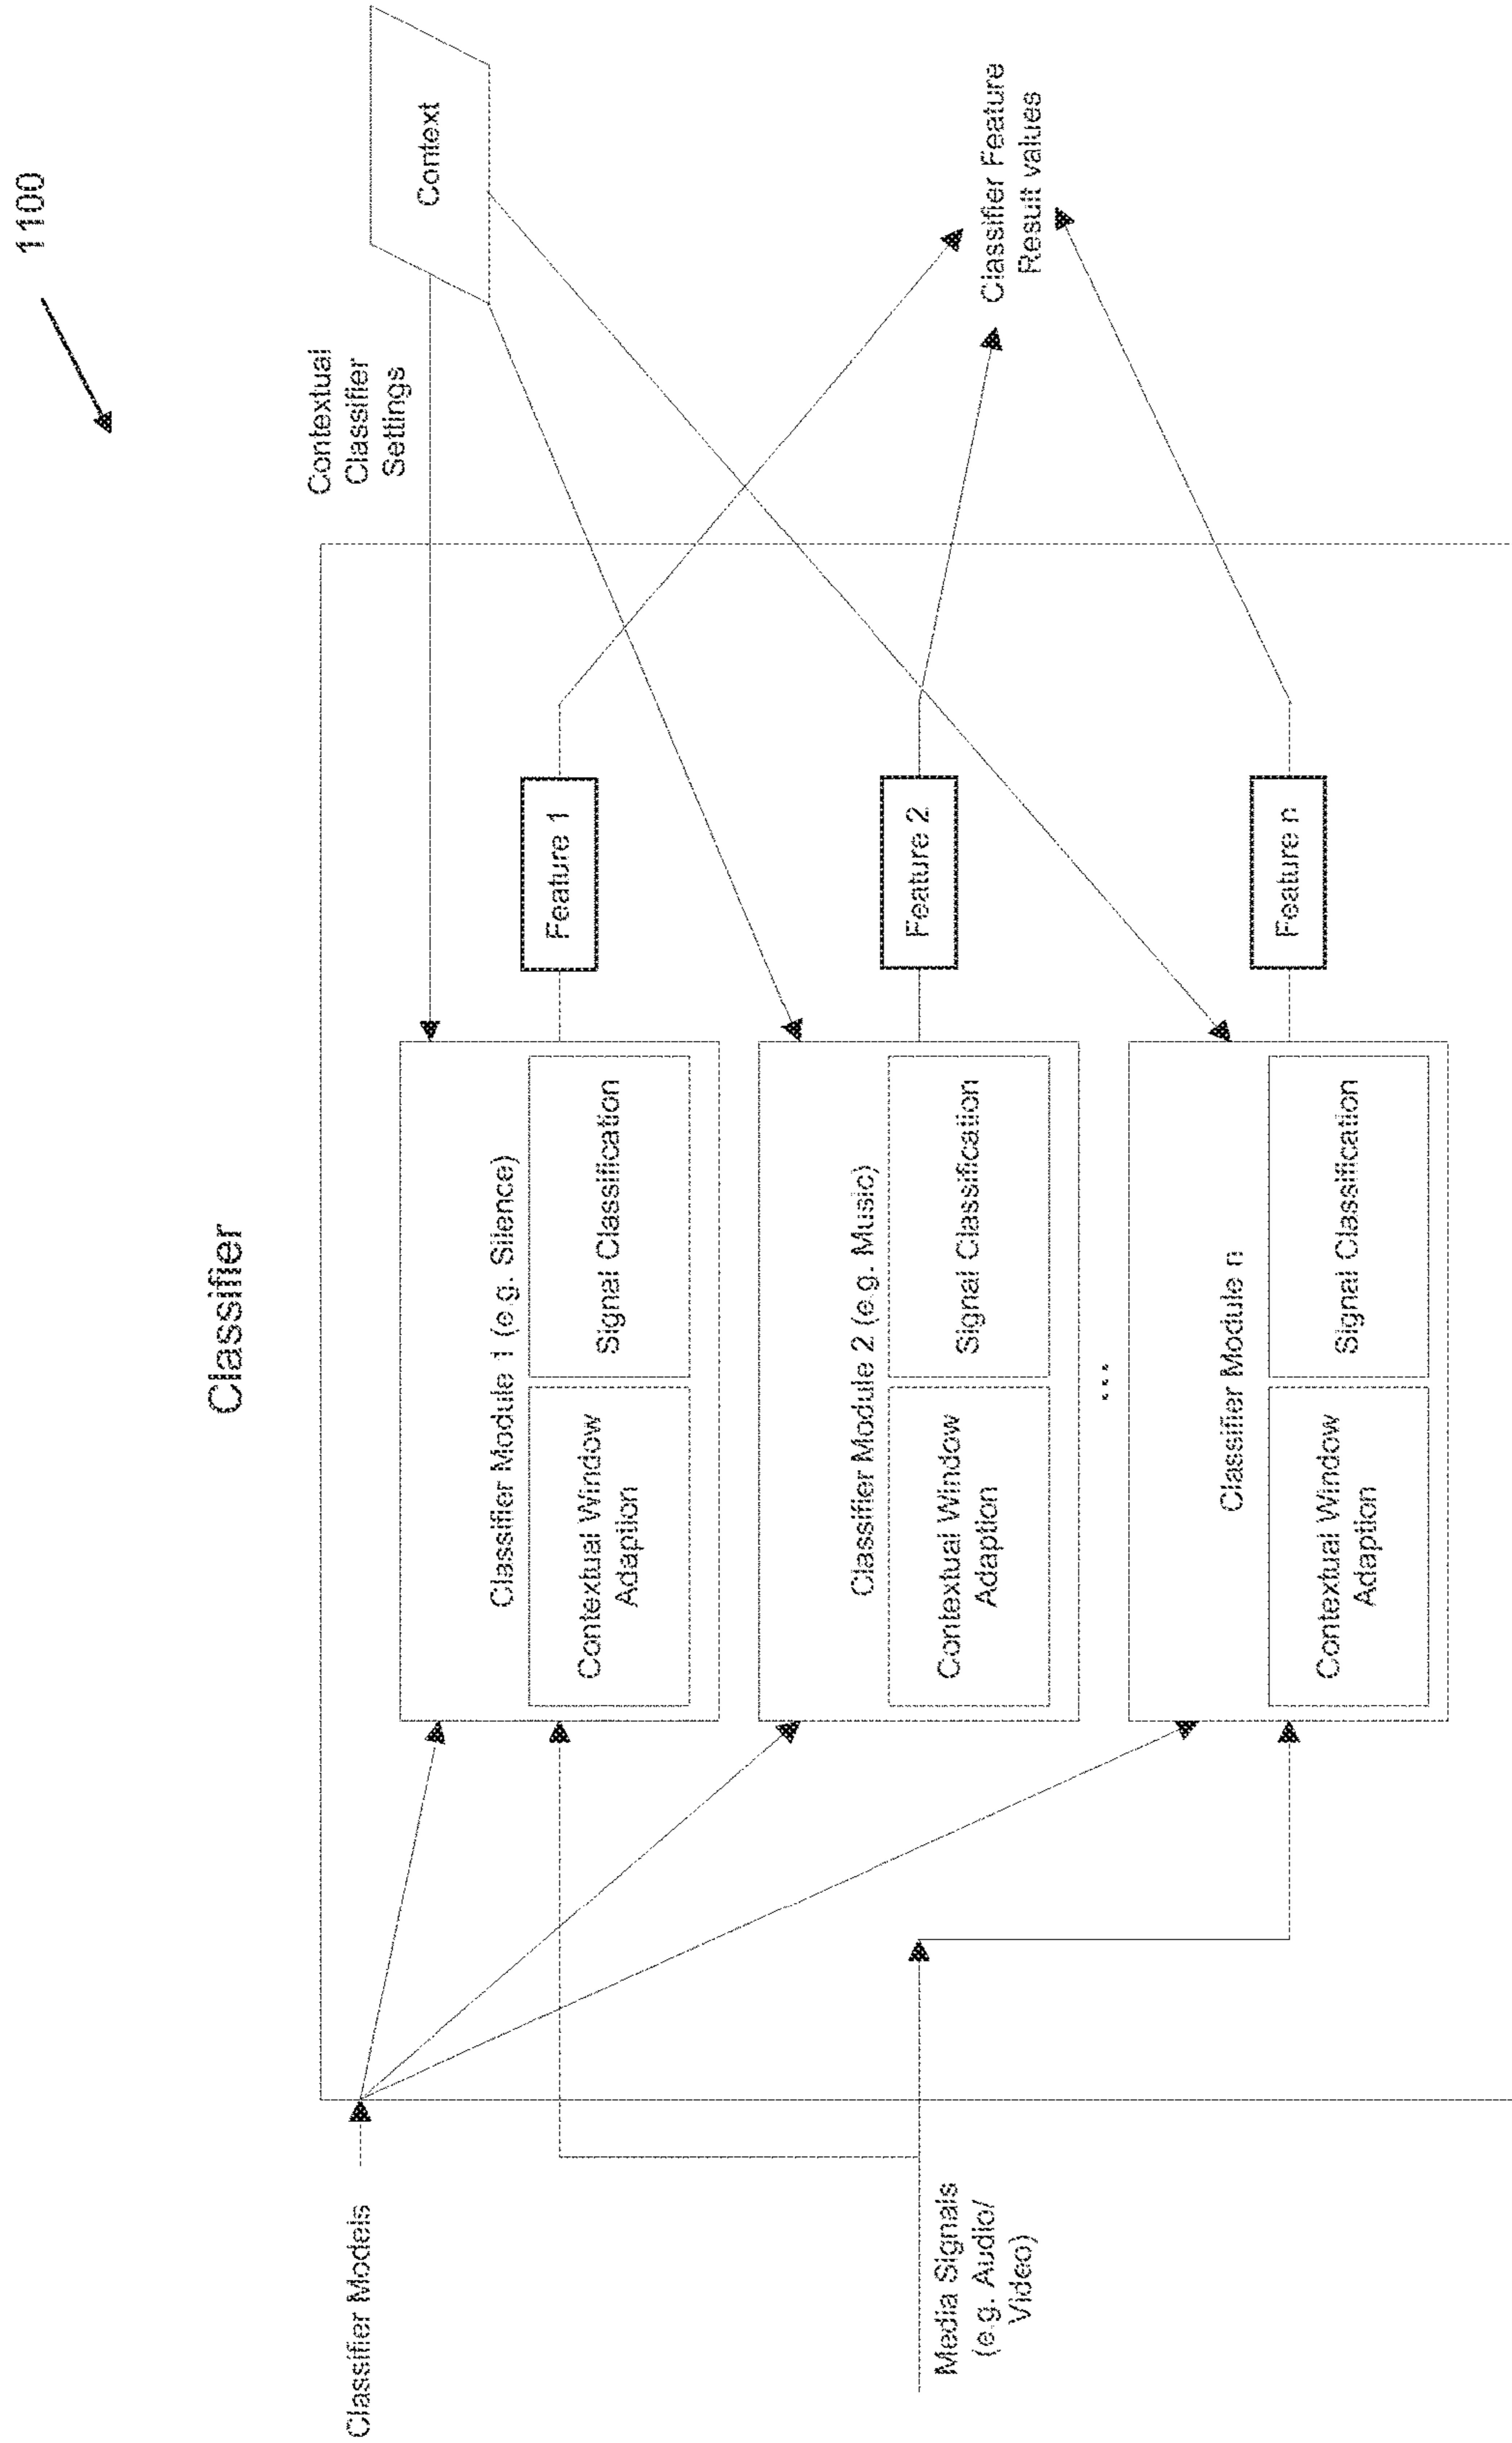 1100
Classifier
Context
Contextual
Classifier
Settings
Classifier Models
Classifier Module 1 (e.g. Silence)
Contextual Window
Adaption
Signal Classification
Feature 1
Classifier Module 2 (e.g. Music)
Contextual Window
Adaption
Signal Classification
Feature 2
Classifier Feature
Result values
Media Signals
(e.g. Audio/
Video)
...
Classifier Module n
Contextual Window
Adaption
Signal Classification
Feature n